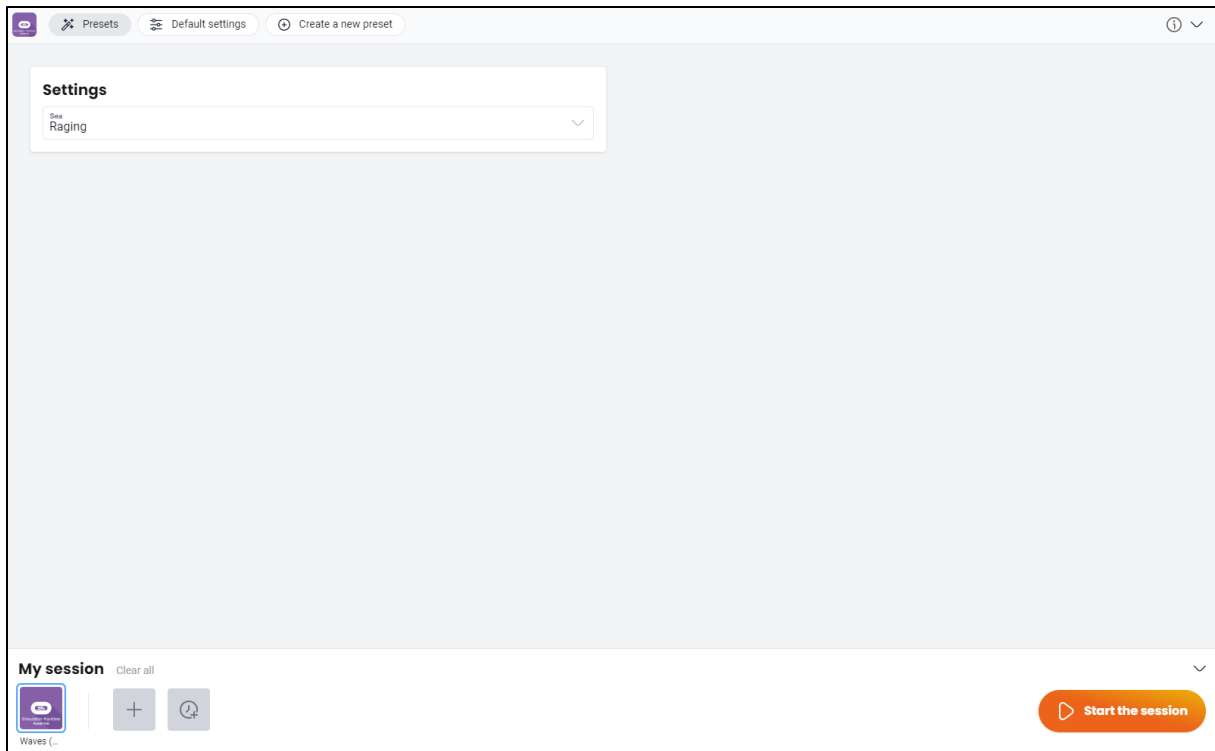 Presets Default settings Create a new preset
Settings
Sea
Raging
My session Clear all
Waves (...
Start the session